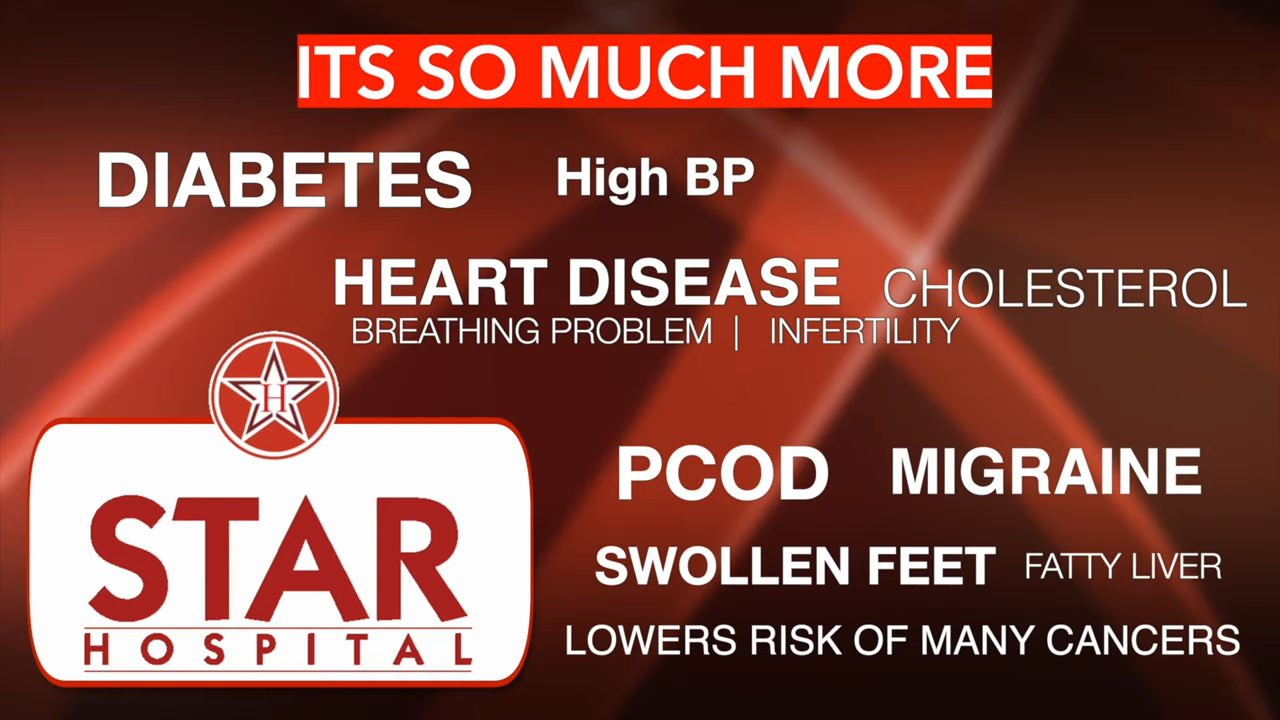 ITS SO MUCH MORE
DIABETES High BP
HEART DISEASE CHOLESTEROL
BREATHING PROBLEM | INFERTILITY
H
STAR
HOSPITAL
PCOD MIGRAINE
SWOLLEN FEET FATTY LIVER
LOWERS RISK OF MANY CANCERS